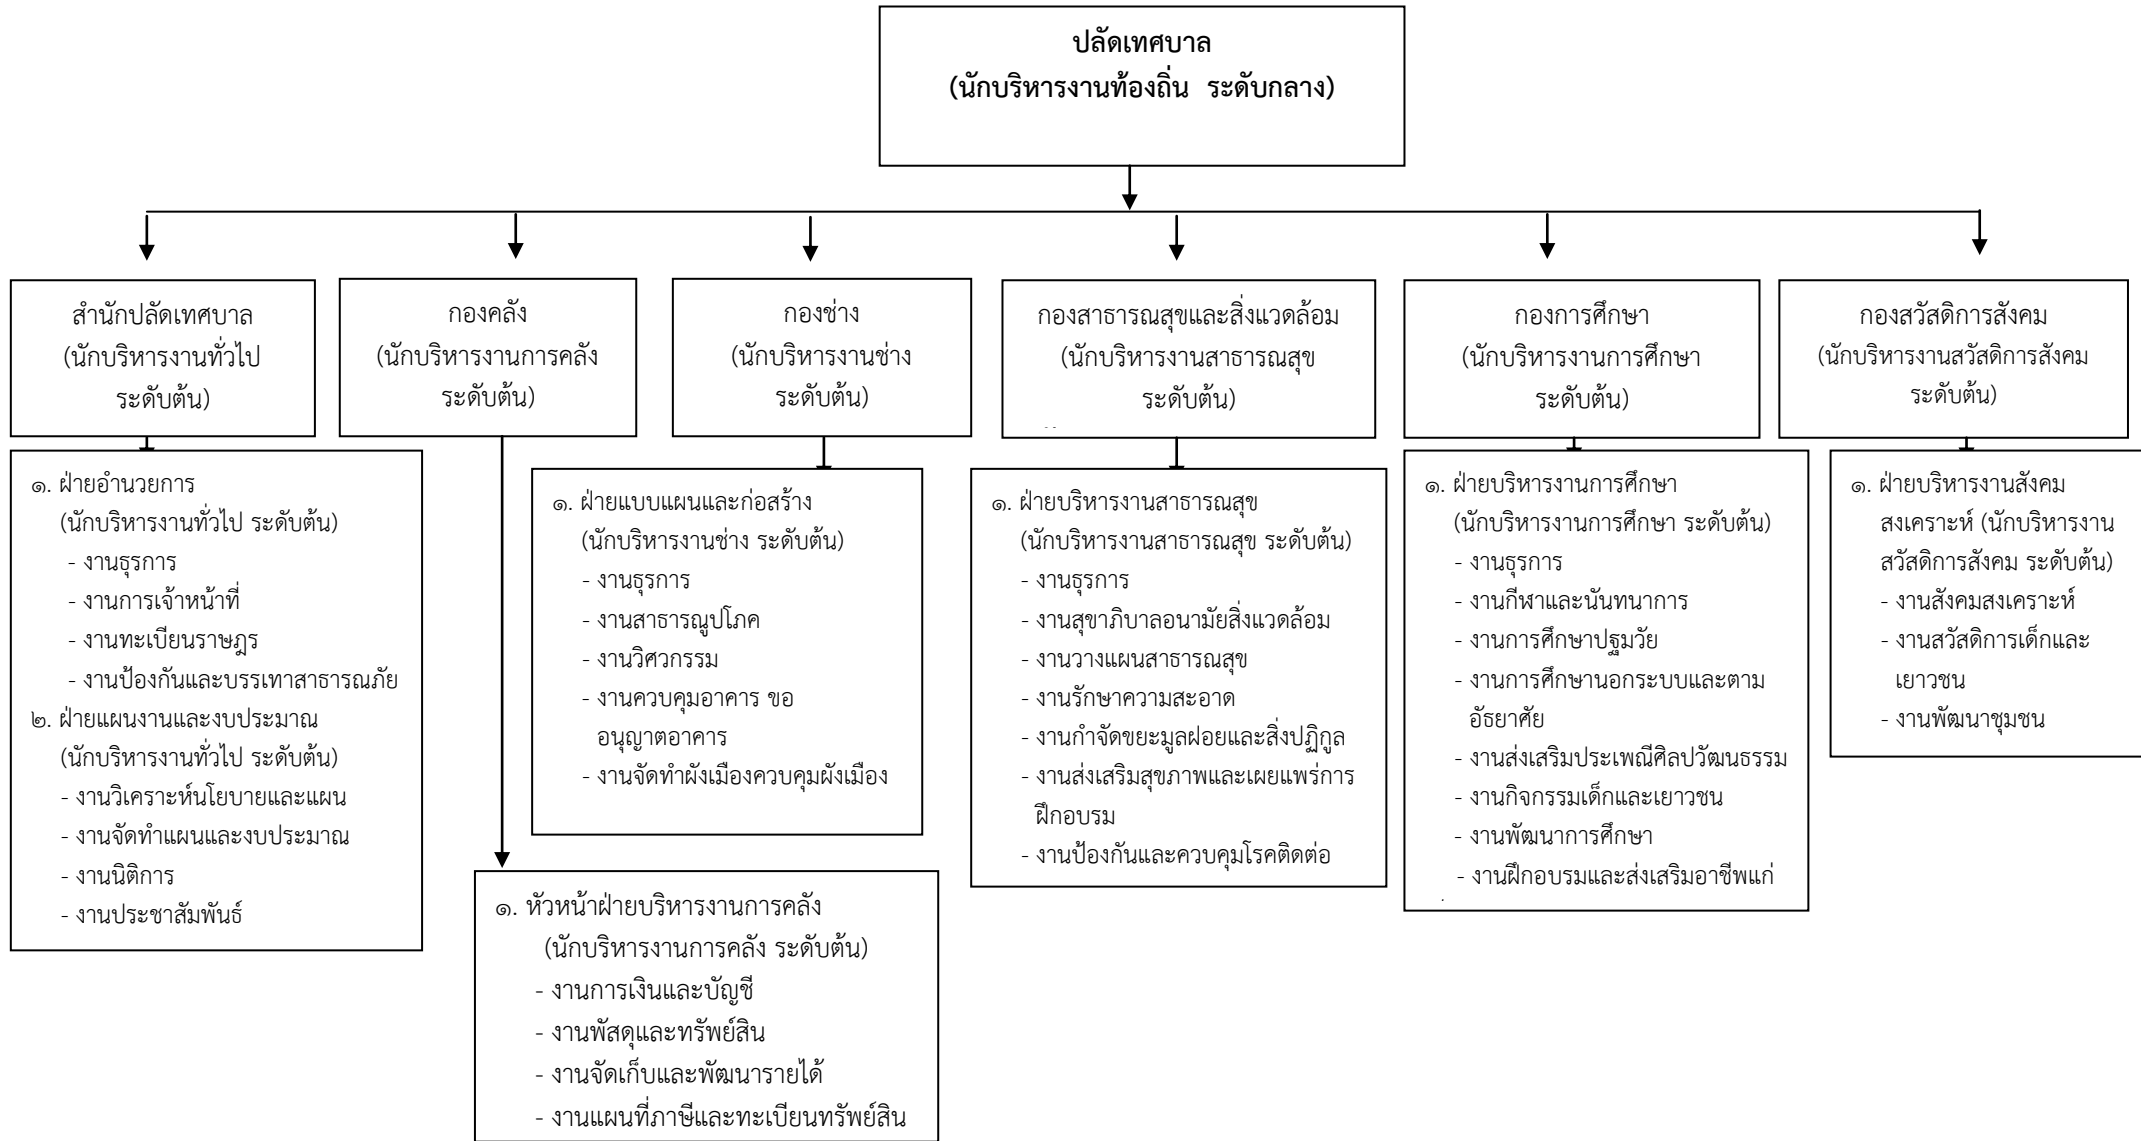 ปลัดเทศบาล
(นักบริหารงานท้องถิ่น ระดับกลาง)
สำนักปลัดเทศบาล
(นักบริหารงานทั่วไป
ระดับต้น)
กองคลัง
(นักบริหารงานการคลัง
ระดับต้น)
กองช่าง
(นักบริหารงานช่าง
ระดับต้น)
กองสาธารณสุขและสิ่งแวดล้อม
(นักบริหารงานสาธารณสุข
ระดับต้น)
กองการศึกษา
(นักบริหารงานการศึกษา
ระดับต้น)
กองสวัสดิการสังคม
(นักบริหารงานสวัสดิการสังคม
ระดับต้น)
๑. ฝ่ายอำนวยการ
(นักบริหารงานทั่วไป ระดับต้น)
- งานธุรการ
- งานการเจ้าหน้าที่
- งานทะเบียนราษฎร
- งานป้องกันและบรรเทาสาธารณภัย
๒. ฝ่ายแผนงานและงบประมาณ
(นักบริหารงานทั่วไป ระดับต้น)
- งานวิเคราะห์นโยบายและแผน
- งานจัดทำแผนและงบประมาณ
- งานนิติการ
- งานประชาสัมพันธ์
๑. หัวหน้าฝ่ายบริหารงานการคลัง
(นักบริหารงานการคลัง ระดับต้น)
- งานการเงินและบัญชี
- งานพัสดุและทรัพย์สิน
- งานจัดเก็บและพัฒนารายได้
- งานแผนที่ภาษีและทะเบียนทรัพย์สิน
๑. ฝ่ายแบบแผนและก่อสร้าง
(นักบริหารงานช่าง ระดับต้น)
- งานธุรการ
- งานสาธารณูปโภค
- งานวิศวกรรม
- งานควบคุมอาคาร ขอ
อนุญาตอาคาร
- งานจัดทำผังเมืองควบคุมผังเมือง
๑. ฝ่ายบริหารงานสาธารณสุข
(นักบริหารงานสาธารณสุข ระดับต้น)
- งานธุรการ
- งานสุขาภิบาลอนามัยสิ่งแวดล้อม
- งานวางแผนสาธารณสุข
- งานรักษาความสะอาด
- งานกำจัดขยะมูลฝอยและสิ่งปฏิกูล
- งานส่งเสริมสุขภาพและเผยแพร่การ
ฝึกอบรม
- งานป้องกันและควบคุมโรคติดต่อ
๑. ฝ่ายบริหารงานการศึกษา
(นักบริหารงานการศึกษา ระดับต้น)
- งานธุรการ
- งานกีฬาและนันทนาการ
- งานการศึกษาปฐมวัย
- งานการศึกษานอกระบบและตาม
อัธยาศัย
- งานส่งเสริมประเพณีศิลปวัฒนธรรม
- งานกิจกรรมเด็กและเยาวชน
- งานพัฒนาการศึกษา
- งานฝึกอบรมและส่งเสริมอาชีพแก่
๑. ฝ่ายบริหารงานสังคม
สงเคราะห์ (นักบริหารงาน
สวัสดิการสังคม ระดับต้น)
- งานสังคมสงเคราะห์
- งานสวัสดิการเด็กและ
เยาวชน
- งานพัฒนาชุมชน